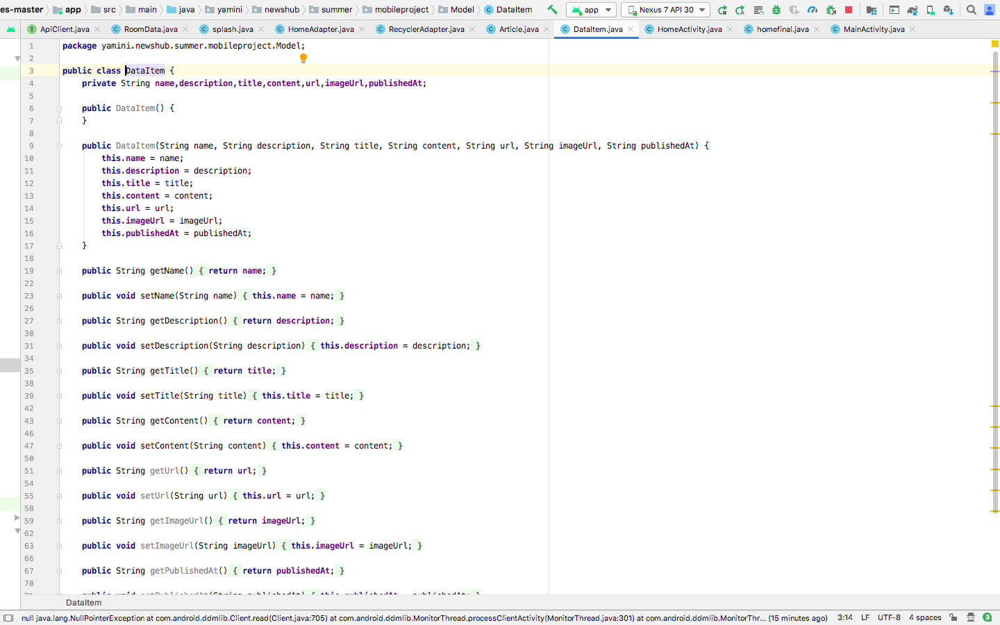 es-master app src main java yamini newshub summer mobileproject Model DataItem app Nexus 7 API 30
ApiClient.java RoomData.java splash.java HomeAdapter.java RecyclerAdapter.java Article.java DataItem.java HomeActivity.java homefinal.java MainActivity.java
1 package yamini.newshub.summer.mobileproject.Model;
2
3 public class DataItem {
4 private String name,description,title,content,url,imageUrl,publishedAt;
5
6 public DataItem() {
7 }
8
9 public DataItem(String name, String description, String title, String content, String url, String imageUrl, String publishedAt) {
10 this.name = name;
11 this.description = description;
12 this.title = title;
13 this.content = content;
14 this.url = url;
15 this.imageUrl = imageUrl;
16 this.publishedAt = publishedAt;
17 }
18
19 public String getName() { return name; }
22
23 public void setName(String name) { this.name = name; }
26
27 public String getDescription() { return description; }
30
31 public void setDescription(String description) { this.description = description; }
34
35 public String getTitle() { return title; }
38
39 public void setTitle(String title) { this.title = title; }
42
43 public String getContent() { return content; }
46
47 public void setContent(String content) { this.content = content; }
50
51 public String getUrl() { return url; }
54
55 public void setUrl(String url) { this.url = url; }
58
59 public String getImageUrl() { return imageUrl; }
62
63 public void setImageUrl(String imageUrl) { this.imageUrl = imageUrl; }
66
67 public String getPublishedAt() { return publishedAt; }
70
DataItem
null java.lang.NullPointerException at com.android.ddmlib.Client.read(Client.java:705) at com.android.ddmlib.MonitorThread.processClientActivity(MonitorThread.java:301) at com.android.ddmlib.MonitorThr... (15 minutes ago) 3:14 LF UTF-8 4 spaces 3